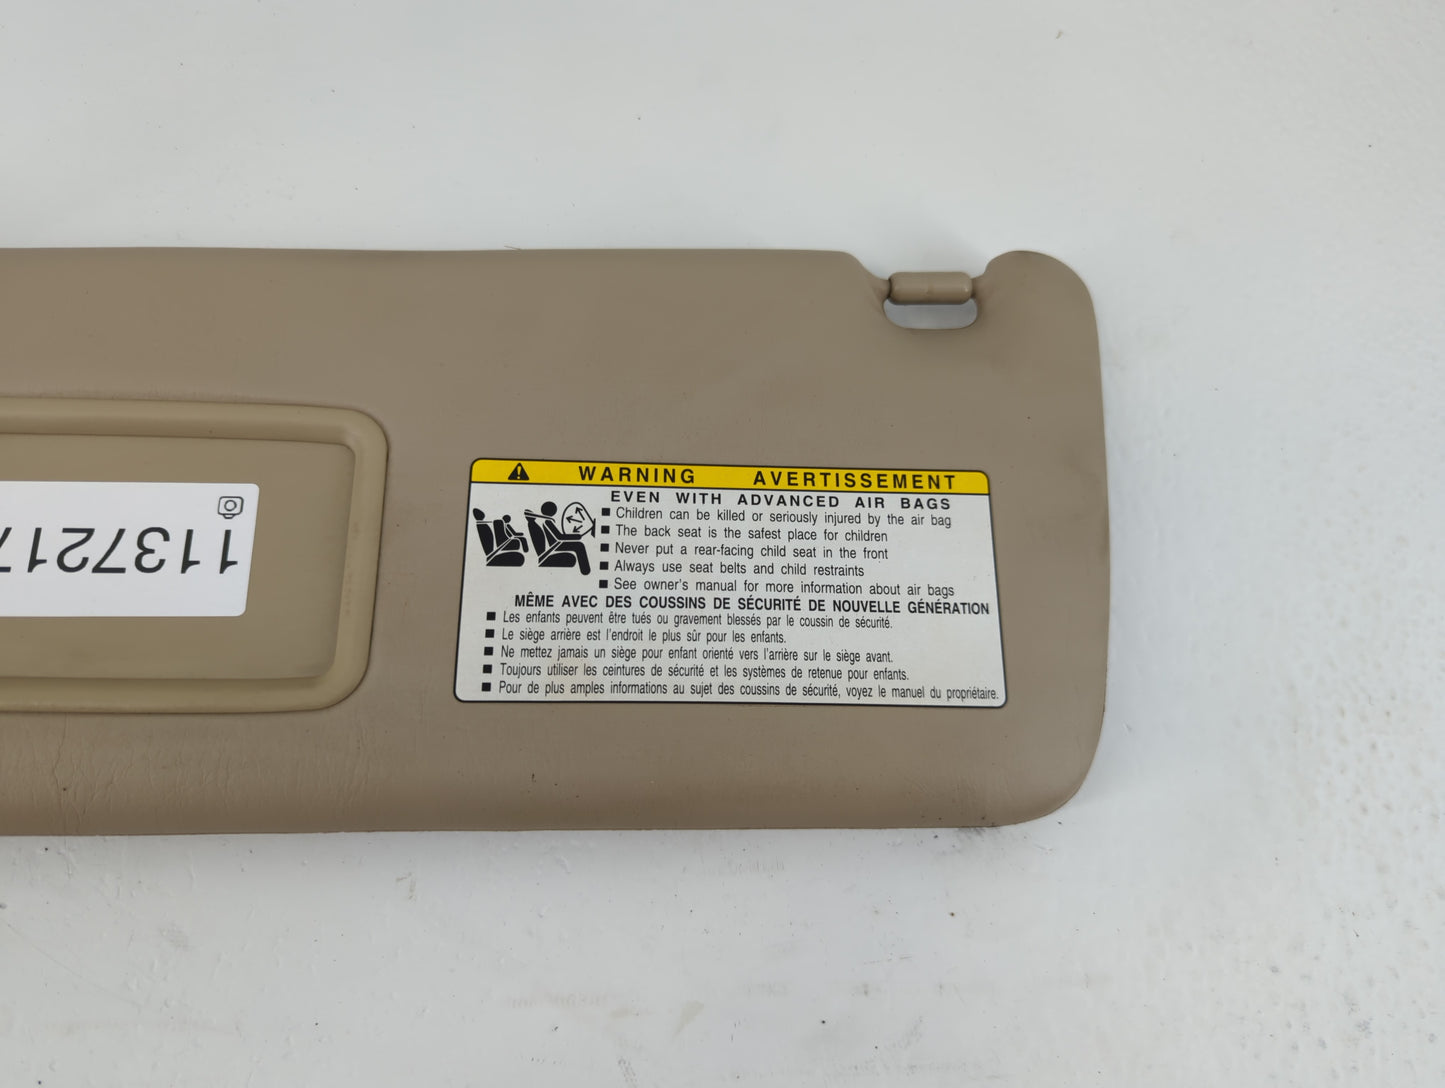 WARNING AVERTISSEMENT
EVEN WITH ADVANCED AIR BAGS
■ Children can be killed or seriously injured by the air bag
■ The back seat is the safest place for children
■ Never put a rear-facing child seat in the front
■ Always use seat belts and child restraints
■ See owner's manual for more information about air bags
MÊME AVEC DES COUSSINS DE SÉCURITÉ DE NOUVELLE GÉNÉRATION
■ Les enfants peuvent être tués ou gravement blessés par le coussin de sécurité.
■ Le siège arrière est l'endroit le plus sûr pour les enfants.
■ Ne mettez jamais un siège pour enfant orienté vers l'arrière sur le siège avant.
■ Toujours utiliser les ceintures de sécurité et les systèmes de retenue pour enfants.
■ Pour de plus amples informations au sujet des coussins de sécurité, voyez le manuel du propriétaire.
1137217